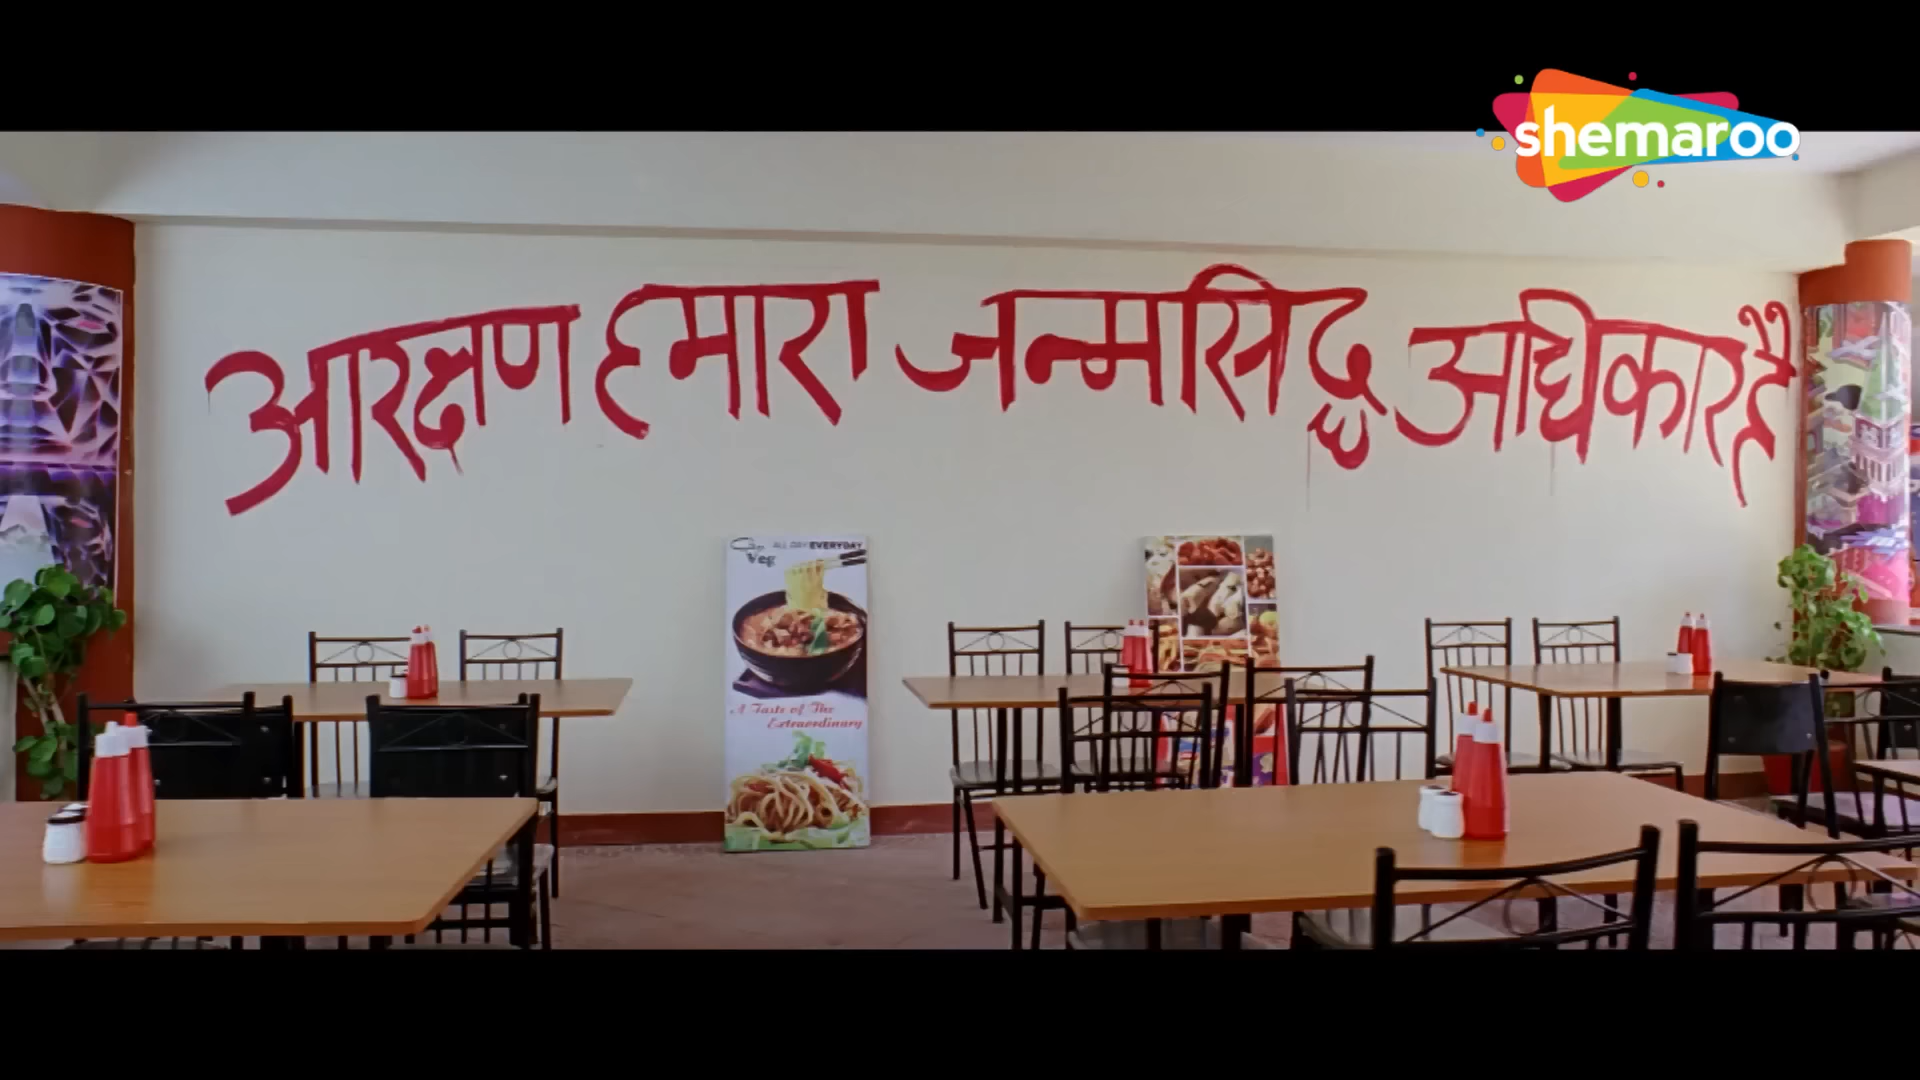 shemaroo
आरक्षण हमारा जन्मसिद्ध अधिकार है
Veg
ALL DAY EVERYDAY
A Taste of The
Extraordinary